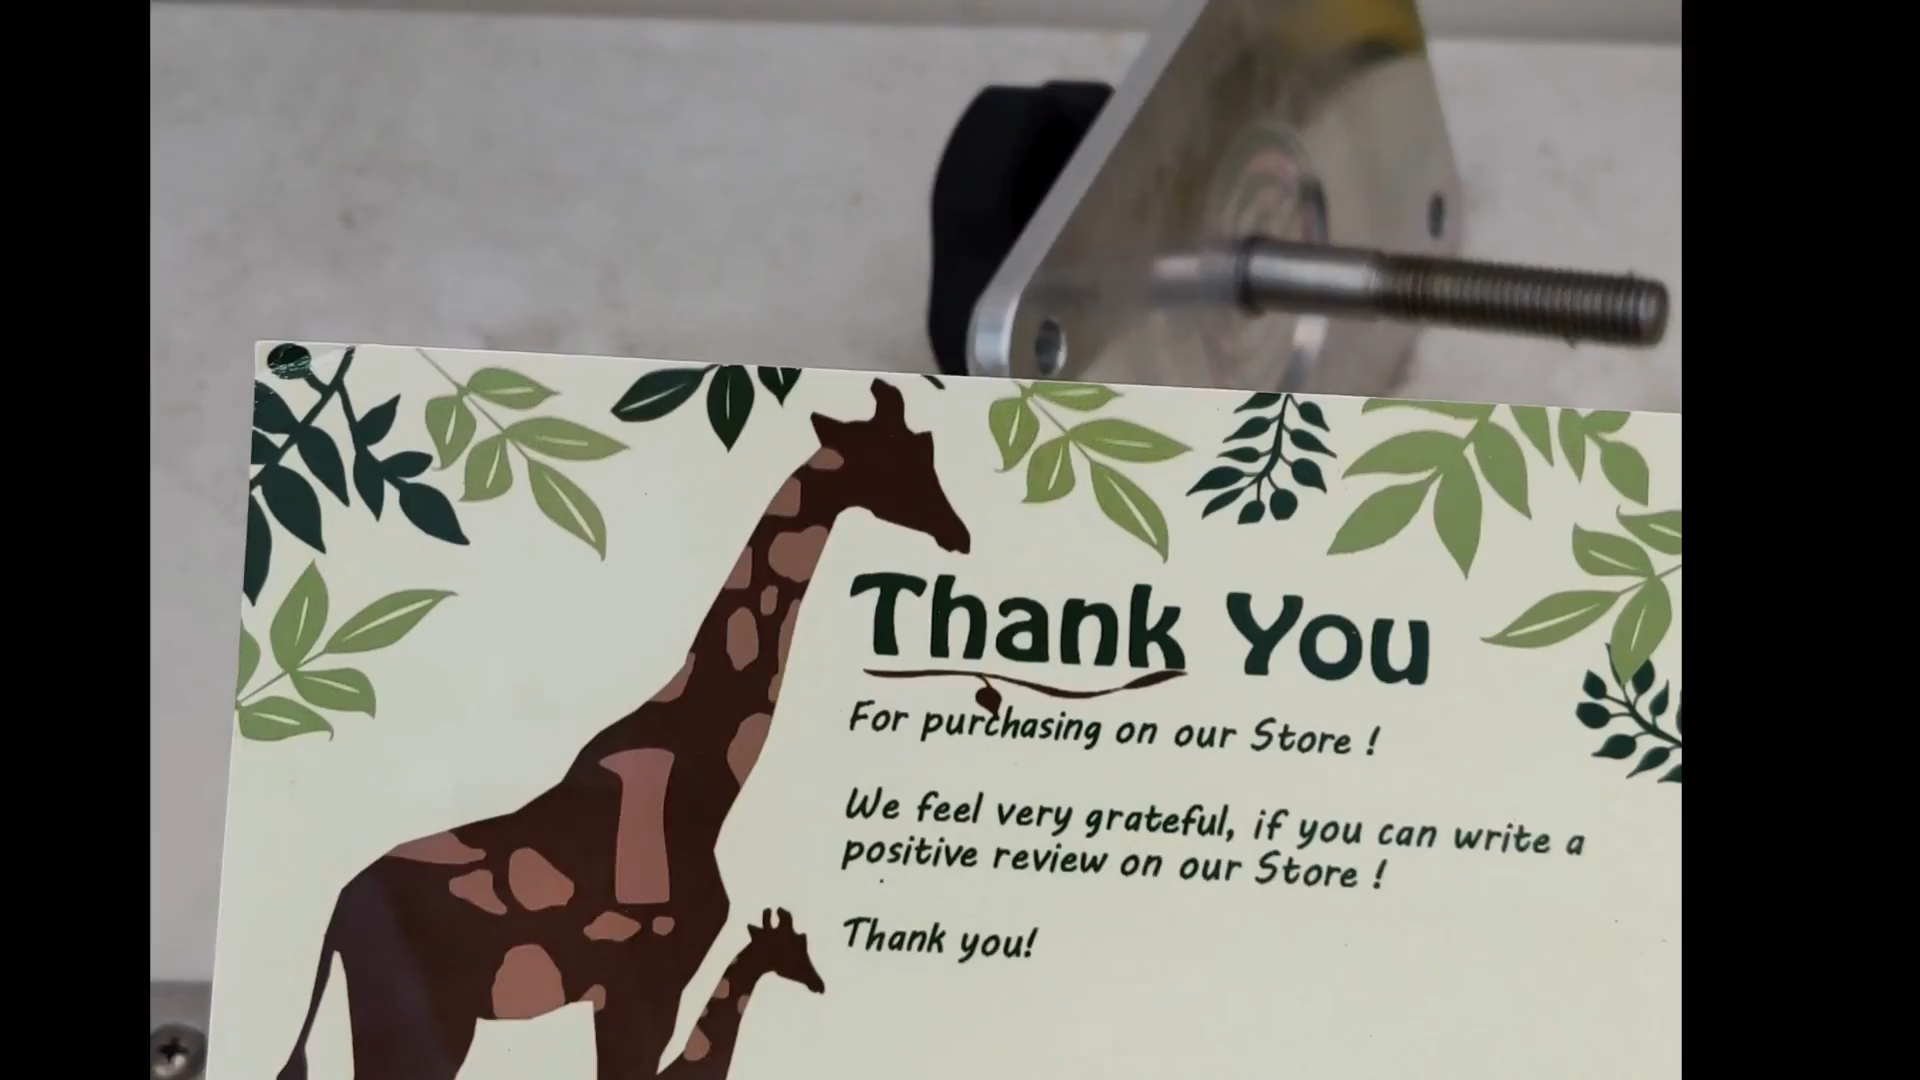 Thank You
For purchasing on our Store !
We feel very grateful, if you can write a
positive review on our Store !
Thank you!